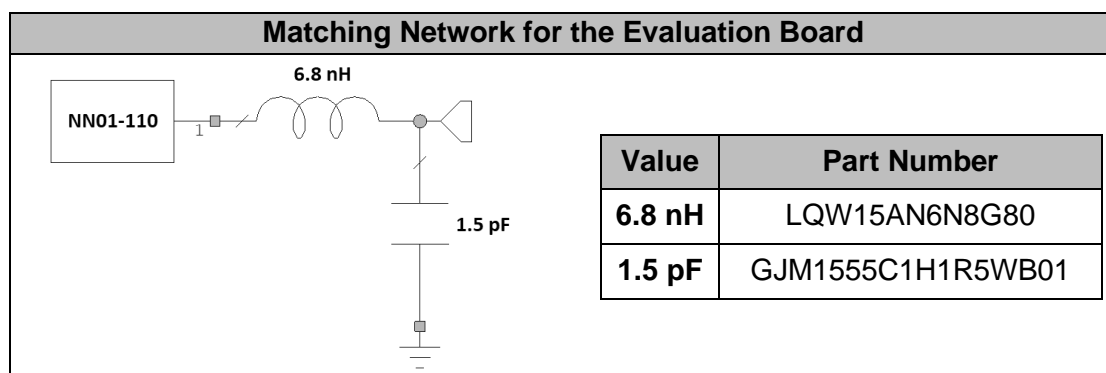 Matching Network for the Evaluation Board
6.8 nH
NN01-110
1
1.5 pF
Value Part Number
6.8 nH LQW15AN6N8G80
1.5 pF GJM1555C1H1R5WB01